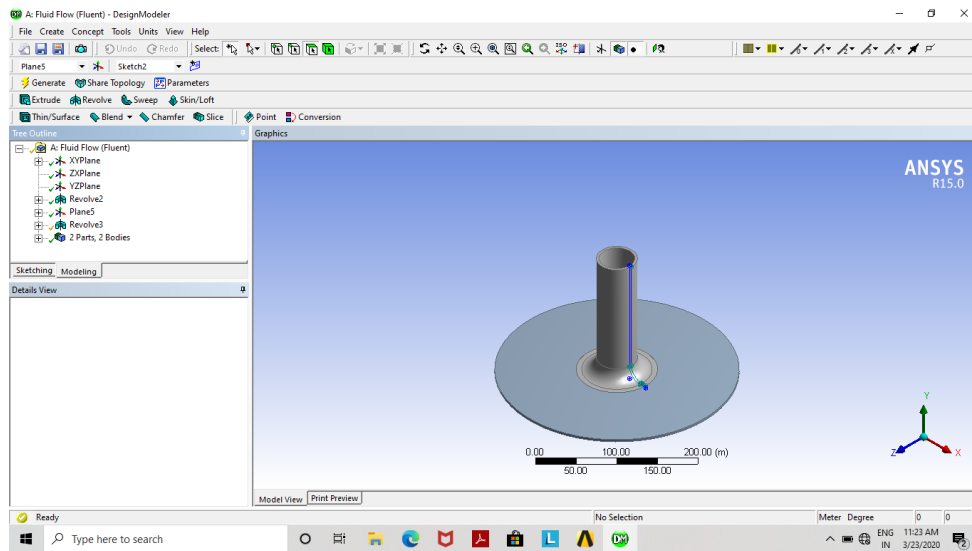 A: Fluid Flow (Fluent) - DesignModeler
File Create Concept Tools Units View Help
Undo Redo Select:
Plane5 Sketch2
Generate Share Topology Parameters
Extrude Revolve Sweep Skin/Loft
Thin/Surface Blend Chamfer Slice Point Conversion
Tree Outline Graphics
A: Fluid Flow (Fluent)
XYPlane
ZXPlane
YZPlane
Revolve2
Plane5
Revolve3
2 Parts, 2 Bodies
ANSYS
R15.0
Sketching Modeling
Details View
Y
Z X
0.00 100.00 200.00 (m)
50.00 150.00
Model View Print Preview
Ready No Selection Meter Degree 0 0
Type here to search L DM ENG 11:23 AM
IN 3/23/2020 2